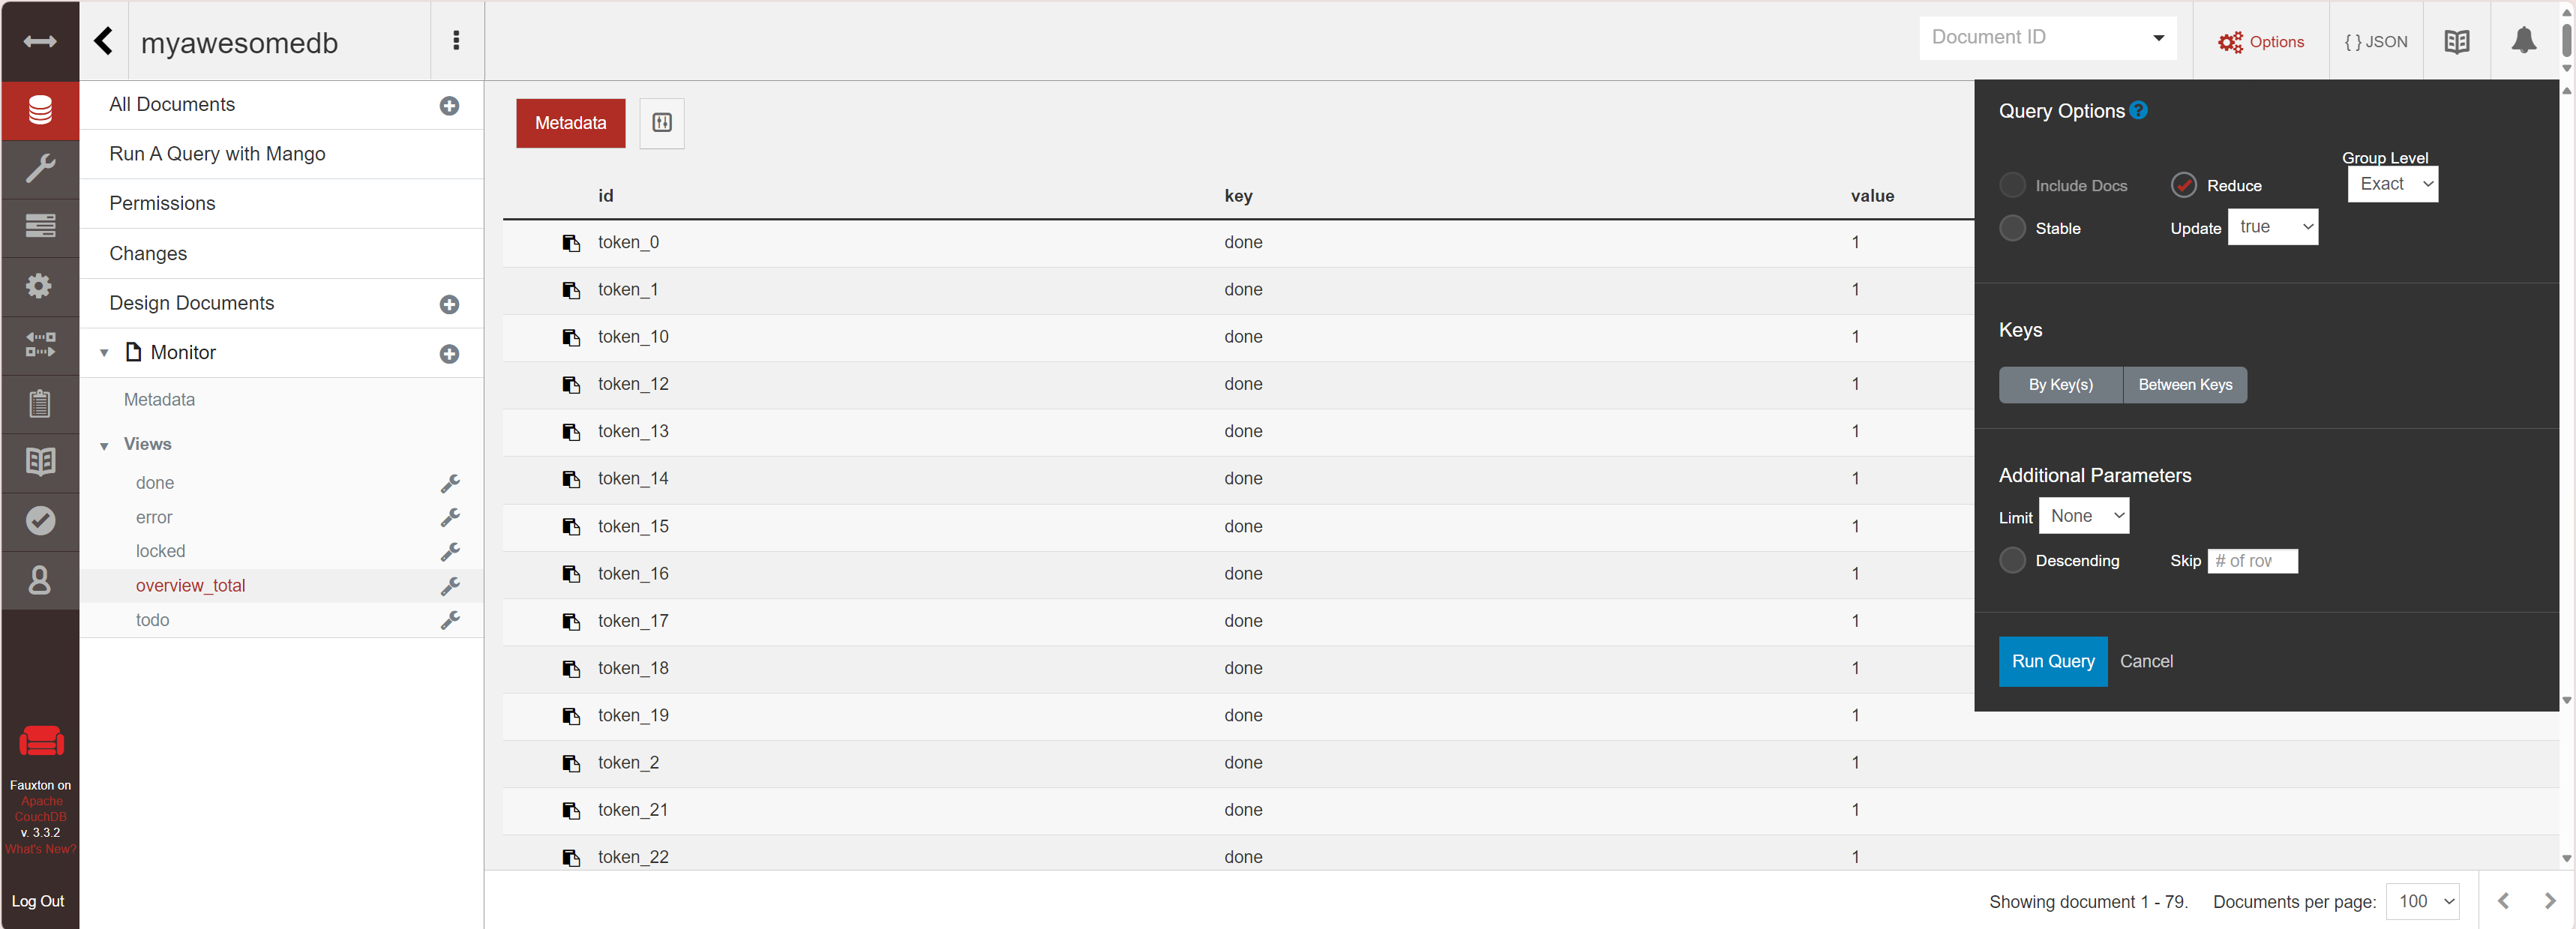 myawesomedb
Document ID
Options
{ } JSON
All Documents
Run A Query with Mango
Permissions
Changes
Design Documents
Monitor
Metadata
Views
done
error
locked
overview_total
todo
Fauxton on
Apache
CouchDB
v. 3.3.2
What's New?
Log Out
Metadata
id key value
token_0 done 1
token_1 done 1
token_10 done 1
token_12 done 1
token_13 done 1
token_14 done 1
token_15 done 1
token_16 done 1
token_17 done 1
token_18 done 1
token_19 done 1
token_2 done 1
token_21 done 1
token_22 done 1
Query Options
Group Level
Include Docs Reduce Exact
Stable Update true
Keys
By Key(s) Between Keys
Additional Parameters
Limit None
Descending Skip # of row
Run Query Cancel
Showing document 1 - 79. Documents per page: 100